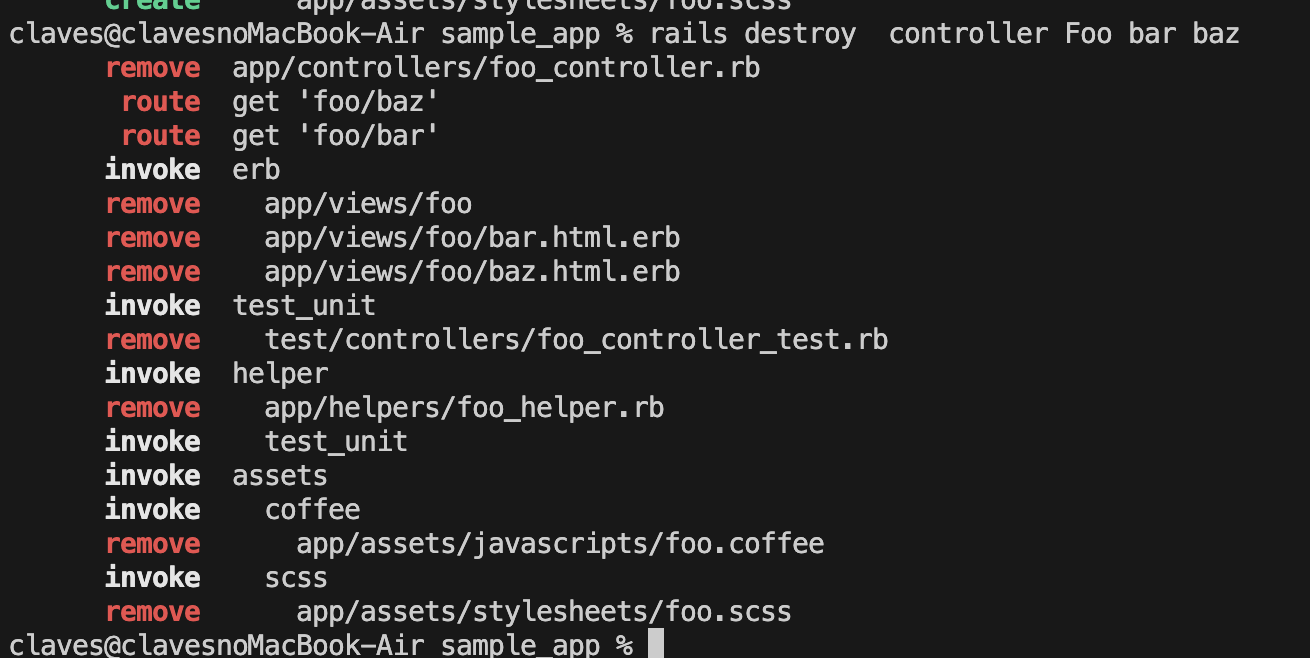 create      app/assets/stylesheets/foo.scss
claves@clavesnoMacBook-Air sample_app % rails destroy  controller Foo bar baz
      remove  app/controllers/foo_controller.rb
       route  get 'foo/baz'
       route  get 'foo/bar'
      invoke  erb
      remove    app/views/foo
      remove    app/views/foo/bar.html.erb
      remove    app/views/foo/baz.html.erb
      invoke  test_unit
      remove    test/controllers/foo_controller_test.rb
      invoke  helper
      remove    app/helpers/foo_helper.rb
      invoke    test_unit
      invoke  assets
      invoke    coffee
      remove      app/assets/javascripts/foo.coffee
      invoke    scss
      remove      app/assets/stylesheets/foo.scss
claves@clavesnoMacBook-Air sample_app %